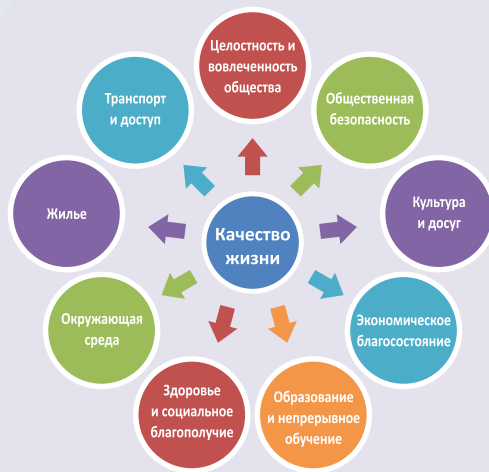 Целостность и
вовлеченность
общества
Общественная
безопасность
Культура
и досуг
Экономическое
благосостояние
Образование
и непрерывное
обучение
Здоровье
и социальное
благополучие
Окружающая
среда
Жилье
Транспорт
и доступ
Качество
жизни